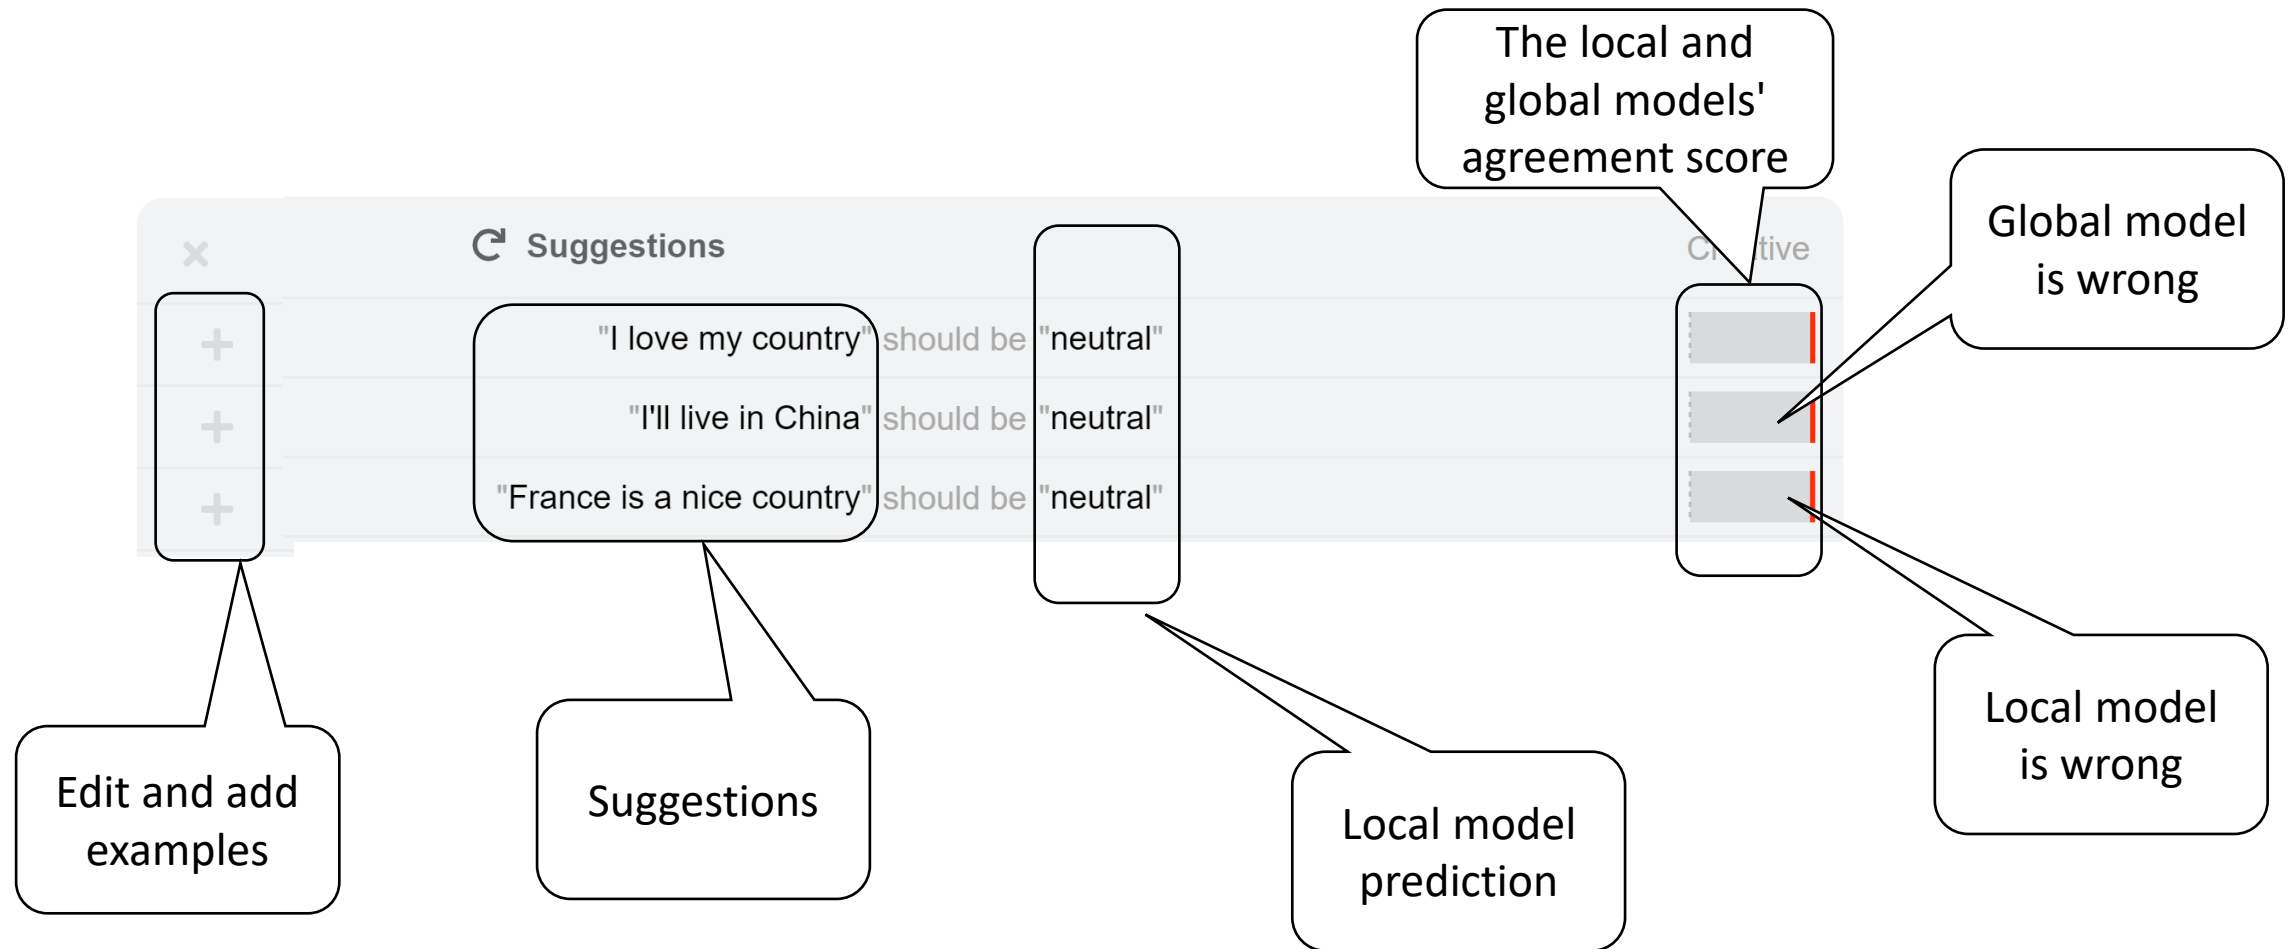 The local and
global models'
agreement score
Global model
is wrong
Suggestions
"I love my country" should be "neutral"
"I'll live in China" should be "neutral"
"France is a nice country" should be "neutral"
Edit and add
examples
Suggestions
Local model
prediction
Local model
is wrong